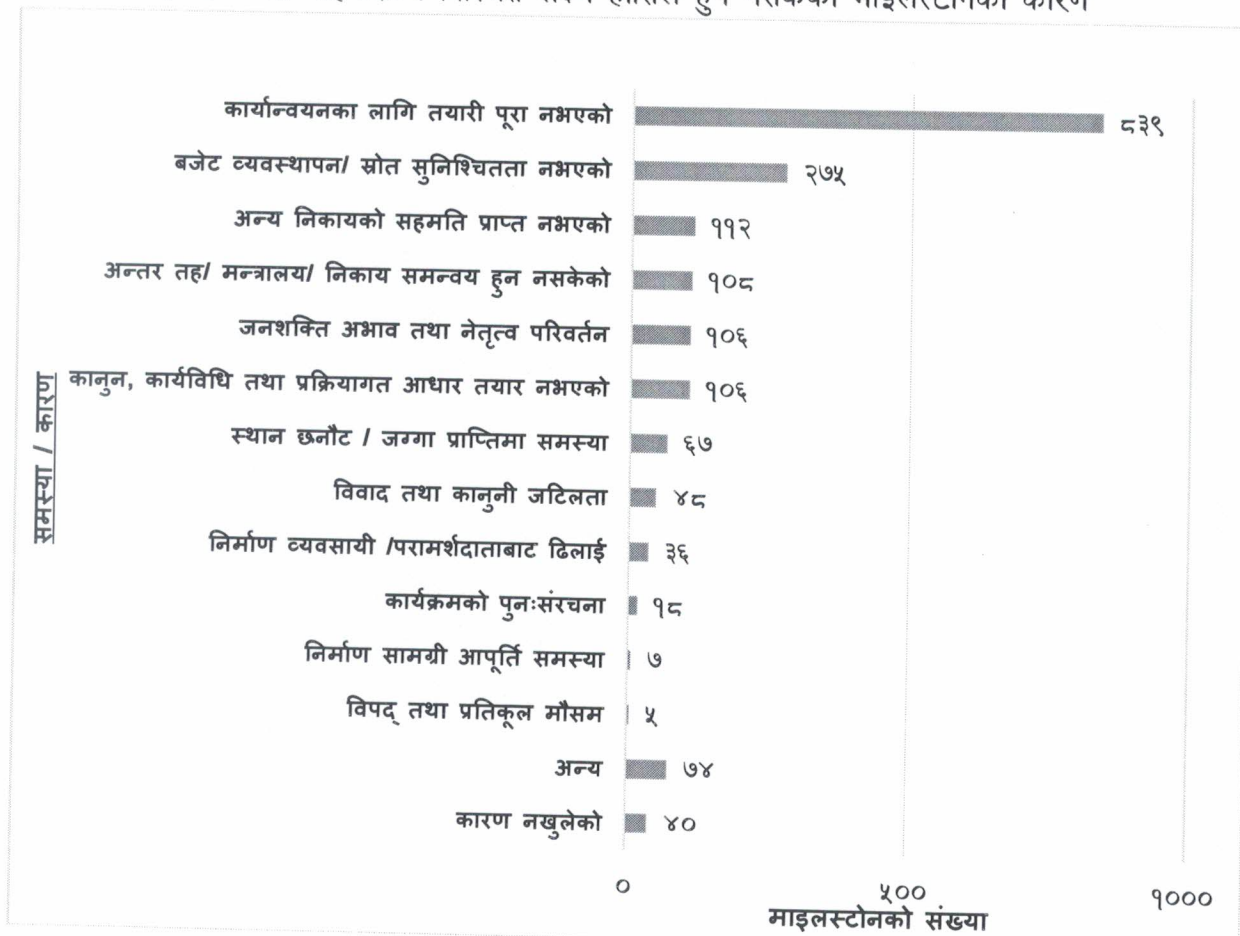 कार्यान्वयनका लागि तयारी पूरा नभएको ८३९
बजेट व्यवस्थापन/ स्रोत सुनिश्चितता नभएको २७५
अन्य निकायको सहमति प्राप्त नभएको ११२
अन्तर तह/ मन्त्रालय/ निकाय समन्वय हुन नसकेको १०८
जनशक्ति अभाव तथा नेतृत्व परिवर्तन १०६
कानुन, कार्यविधि तथा प्रक्रियागत आधार तयार नभएको १०६
स्थान छनौट / जग्गा प्राप्तिमा समस्या ६७
विवाद तथा कानुनी जटिलता ४८
निर्माण व्यवसायी /परामर्शदाताबाट ढिलाई ३६
कार्यक्रमको पुनःसंरचना १८
निर्माण सामग्री आपूर्ति समस्या ७
विपद् तथा प्रतिकूल मौसम ५
अन्य ७४
कारण नखुलेको ४०
समस्या / कारण
० ५०० १०००
माइलस्टोनको संख्या